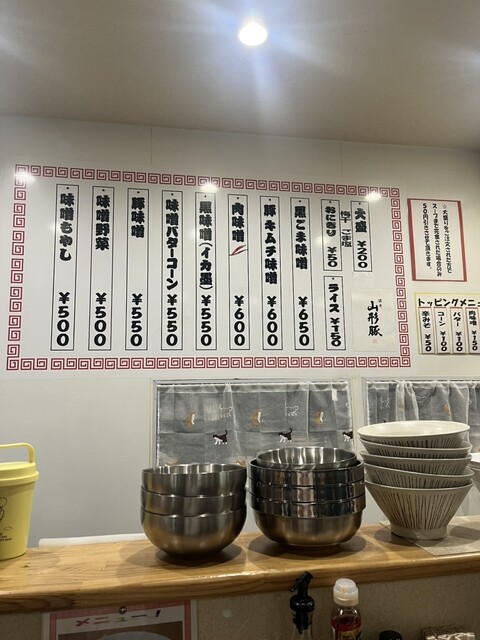 大盛 ¥200
おにぎり ¥50
ライス ¥150
黒ごま味噌 ¥650
豚キムチ味噌 ¥600
肉味噌 ¥600
黒味噌(イカ墨) ¥550
味噌バターコーン ¥550
豚味噌 ¥550
味噌野菜 ¥500
味噌もやし ¥500
山形豚
トッピングメニュ
肉味噌 ¥150
バター ¥100
コーン ¥100
辛みそ ¥50